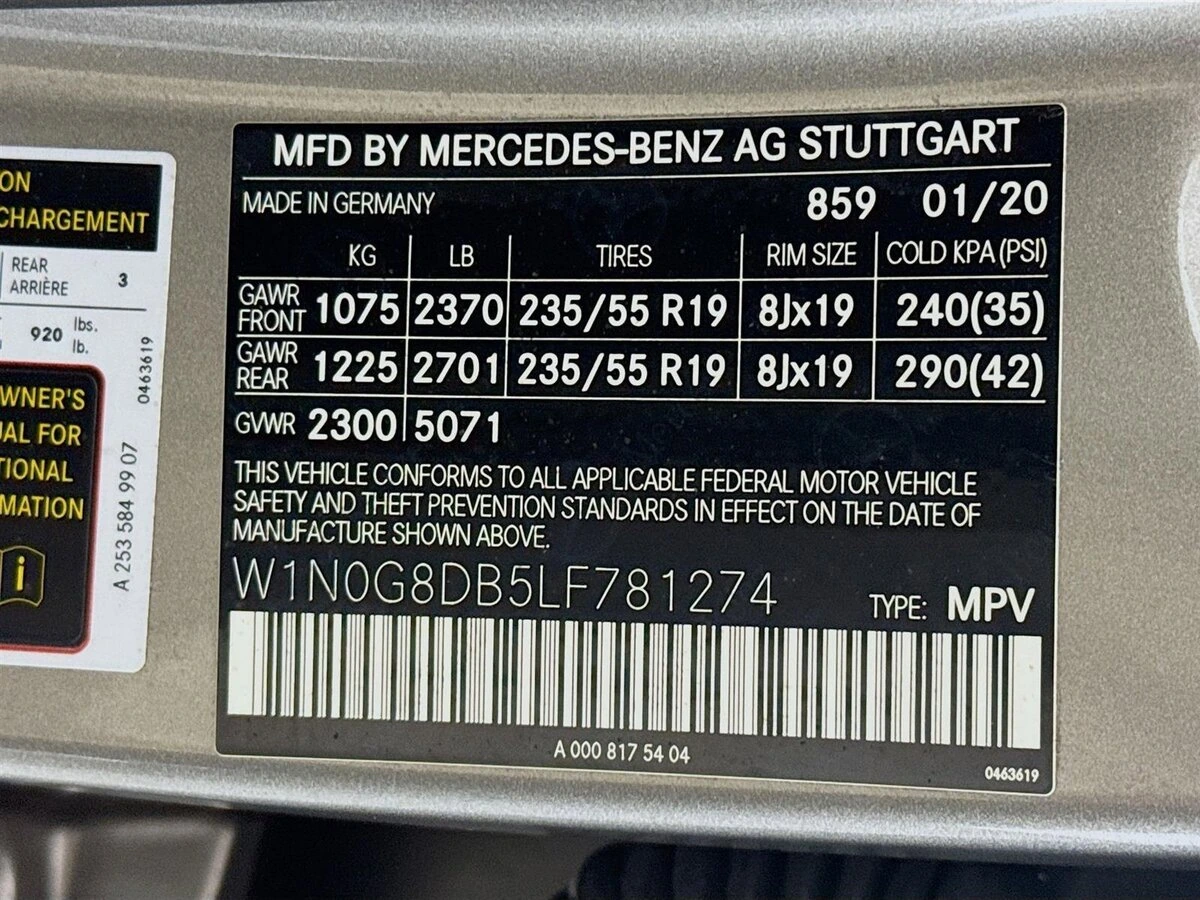 ON
CHARGEMENT
REAR
ARRIÈRE 3
920 lbs.
lb.
0463619
WNER'S
AL FOR
TIONAL
MATION
i
A 253 584 99 07
MFD BY MERCEDES-BENZ AG STUTTGART
MADE IN GERMANY 859 01/20
KG LB TIRES RIM SIZE COLD KPA (PSI)
GAWR FRONT 1075 2370 235/55 R19 8Jx19 240(35)
GAWR REAR 1225 2701 235/55 R19 8Jx19 290(42)
GVWR 2300 5071
THIS VEHICLE CONFORMS TO ALL APPLICABLE FEDERAL MOTOR VEHICLE
SAFETY AND THEFT PREVENTION STANDARDS IN EFFECT ON THE DATE OF
MANUFACTURE SHOWN ABOVE.
W1N0G8DB5LF781274 TYPE: MPV
A 000 817 54 04
0463619